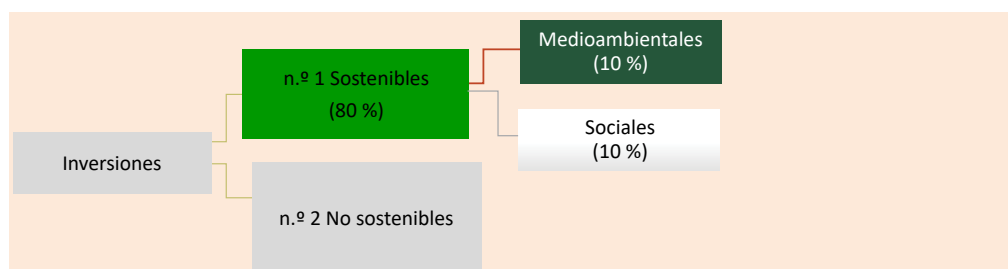 Inversiones
n.º 1 Sostenibles
(80 %)
n.º 2 No sostenibles
Medioambientales
(10 %)
Sociales
(10 %)